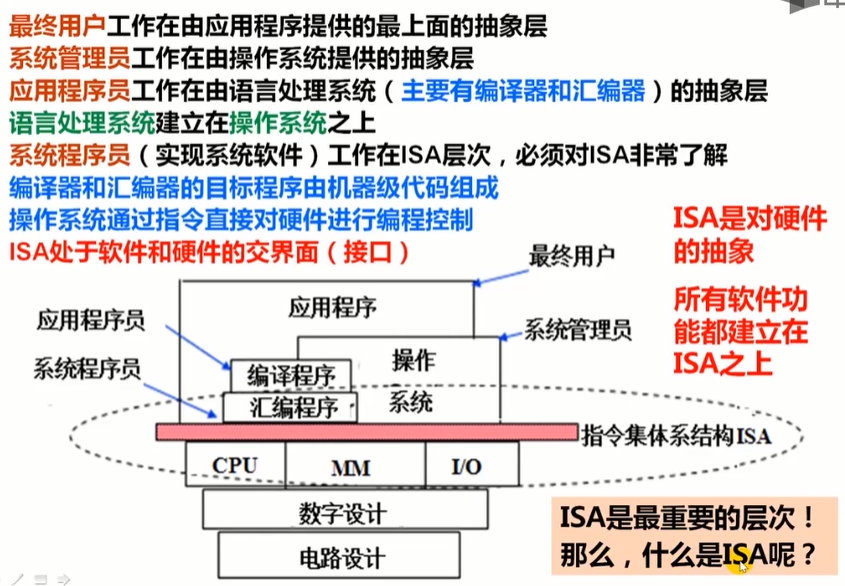 最终用户工作在由应用程序提供的最上面的抽象层
系统管理员工作在由操作系统提供的抽象层
应用程序员工作在由语言处理系统（主要有编译器和汇编器）的抽象层
语言处理系统建立在操作系统之上
系统程序员（实现系统软件）工作在ISA层次，必须对ISA非常了解
编译器和汇编器的目标程序由机器级代码组成
操作系统通过指令直接对硬件进行编程控制
ISA处于软件和硬件的交界面（接口）
ISA是对硬件
的抽象
所有软件功
能都建立在
ISA之上
最终用户
应用程序
应用程序员
系统管理员
系统程序员
编译程序
操作
汇编程序
系统
指令集体系结构ISA
CPU
MM
I/O
数字设计
电路设计
ISA是最重要的层次！
那么，什么是ISA呢？